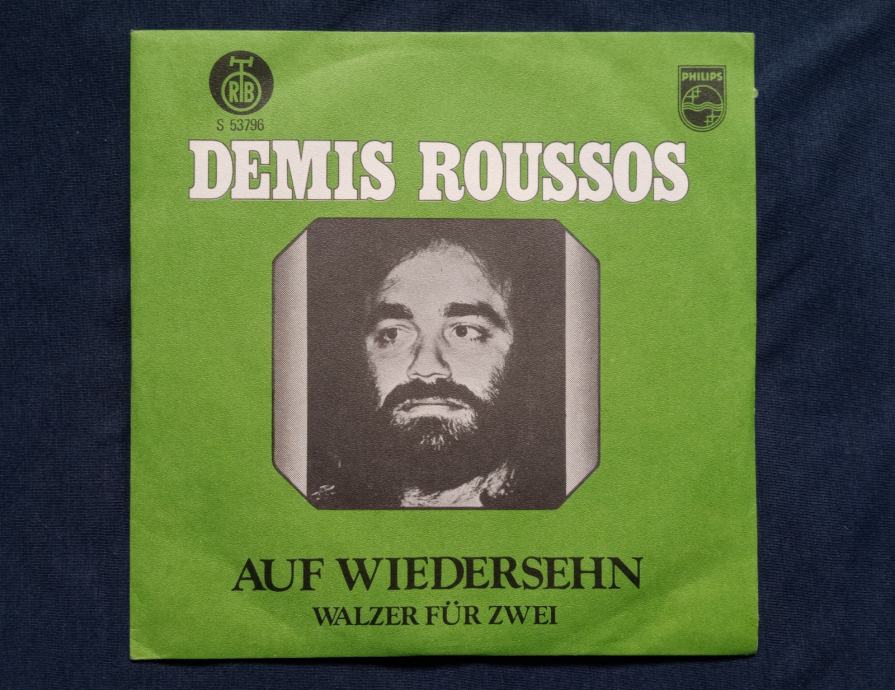 RTB
PHILIPS
S 53796
DEMIS ROUSSOS
AUF WIEDERSEHN
WALZER FÜR ZWEI